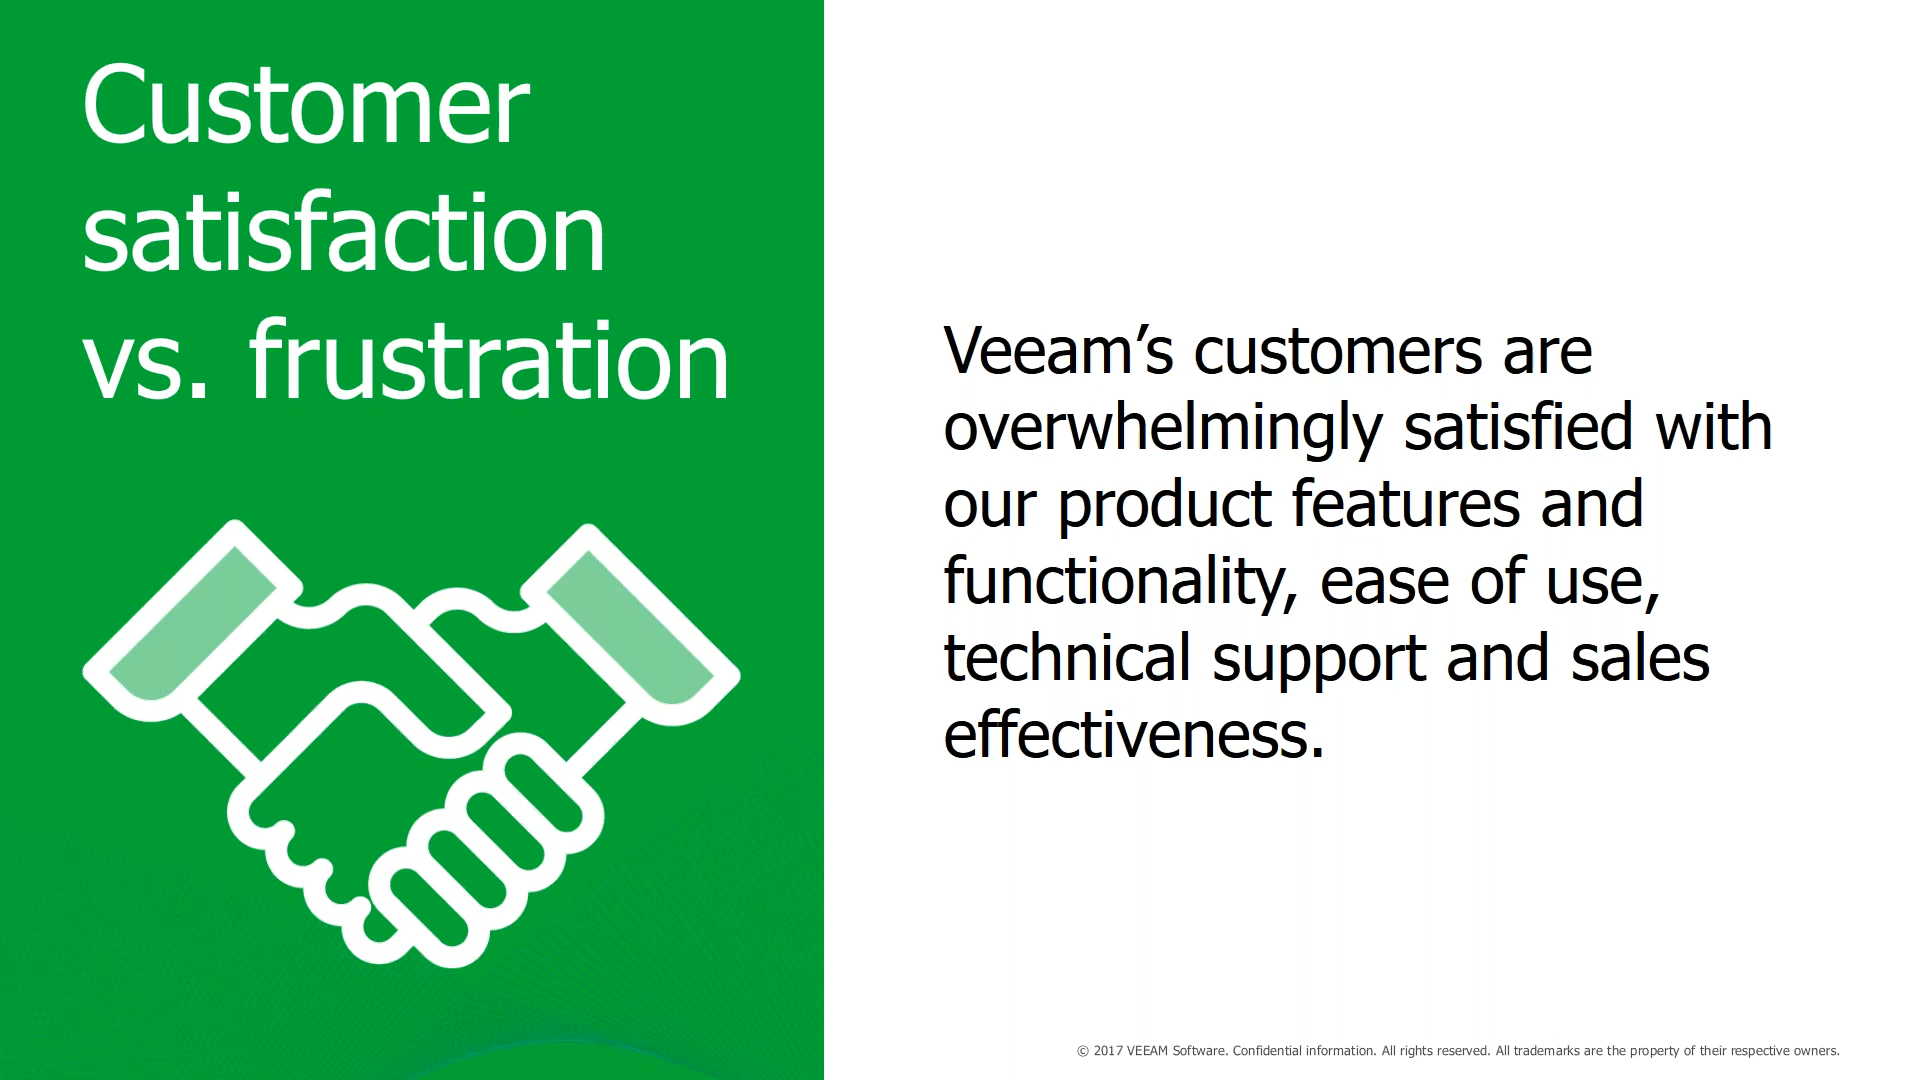 Customer
satisfaction
vs. frustration
Veeam’s customers are
overwhelmingly satisfied with
our product features and
functionality, ease of use,
technical support and sales
effectiveness.
© 2017 VEEAM Software. Confidential information. All rights reserved. All trademarks are the property of their respective owners.